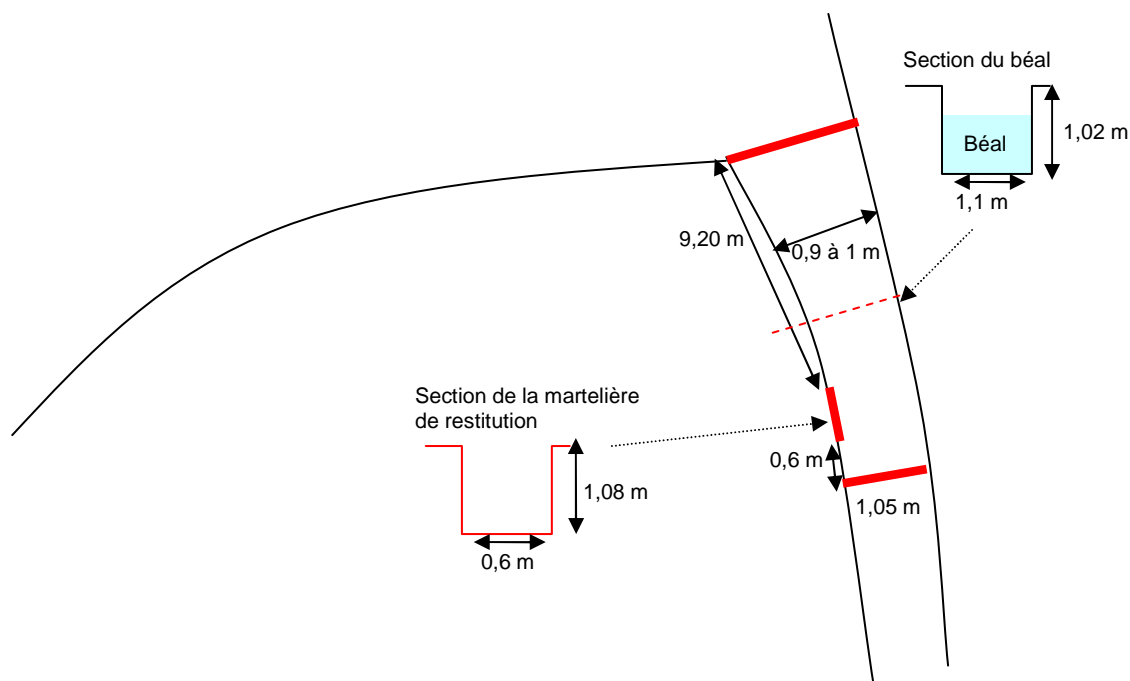 Section du béal
1,02 m
Béal
1,1 m
9,20 m
0,9 à 1 m
Section de la martelière
de restitution
0,6 m
1,08 m
1,05 m
0,6 m